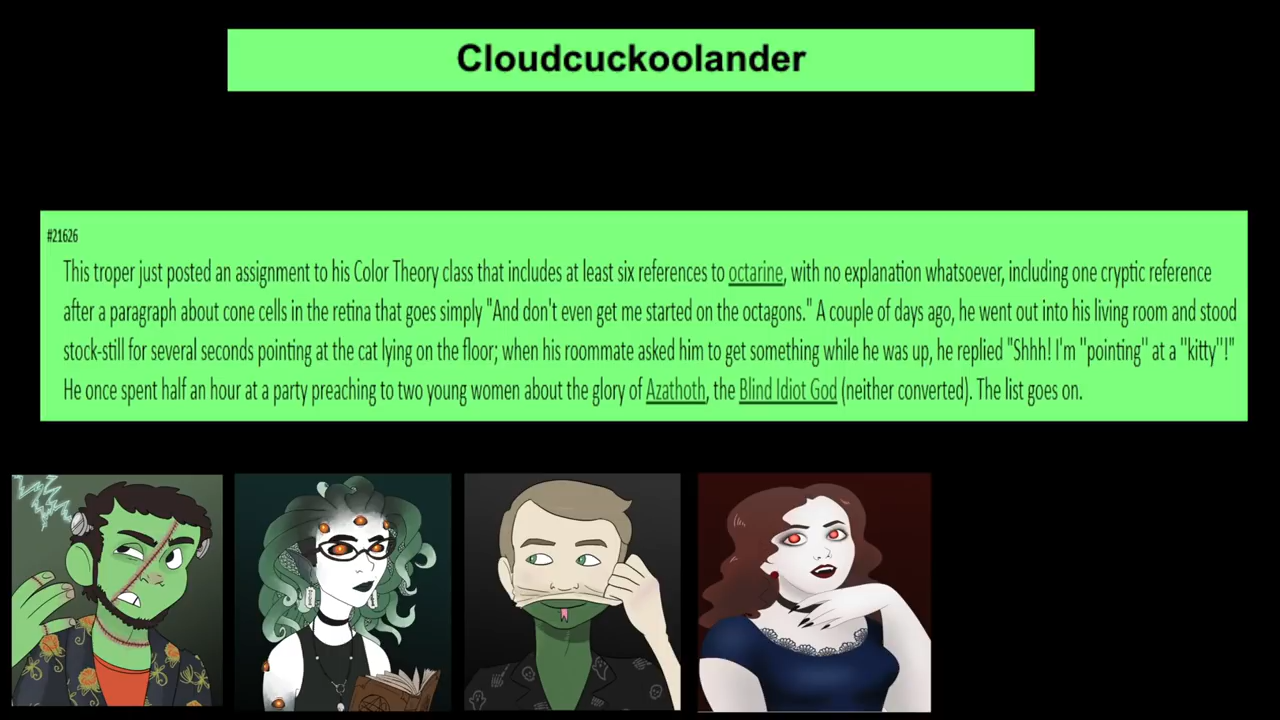 Cloudcuckoolander
#21626
This troper just posted an assignment to his Color Theory class that includes at least six references to octarine, with no explanation whatsoever, including one cryptic reference
after a paragraph about cone cells in the retina that goes simply "And don't even get me started on the octagons." A couple of days ago, he went out into his living room and stood
stock-still for several seconds pointing at the cat lying on the floor; when his roommate asked him to get something while he was up, he replied "Shhh! I'm "pointing" at a "kitty"!"
He once spent half an hour at a party preaching to two young women about the glory of Azathoth, the Blind Idiot God (neither converted). The list goes on.